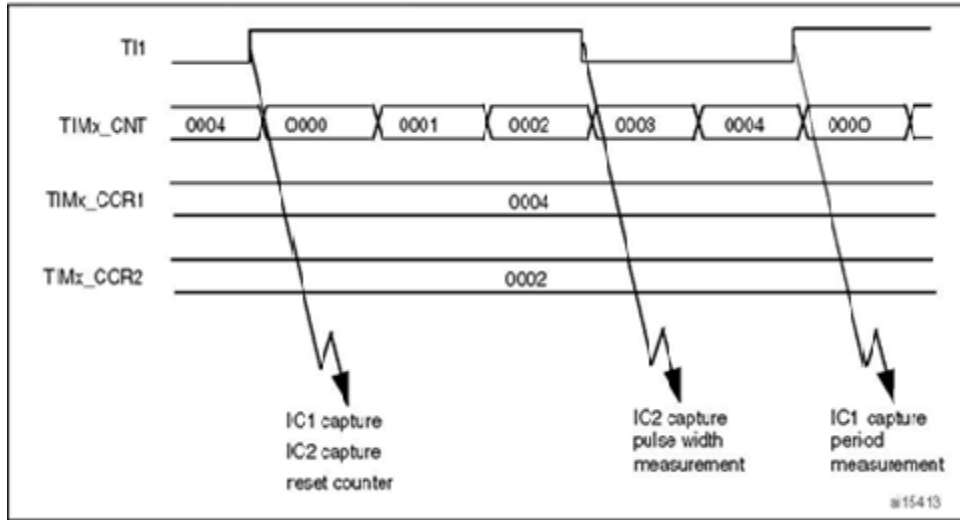 TI1
TIMx_CNT 0004 0000 0001 0002 0003 0004 0000
TIMx_CCR1 0004
TIMx_CCR2 0002
IC1 capture
IC2 capture
reset counter
IC2 capture
pulse width
measurement
IC1 capture
period
measurement
ai15413